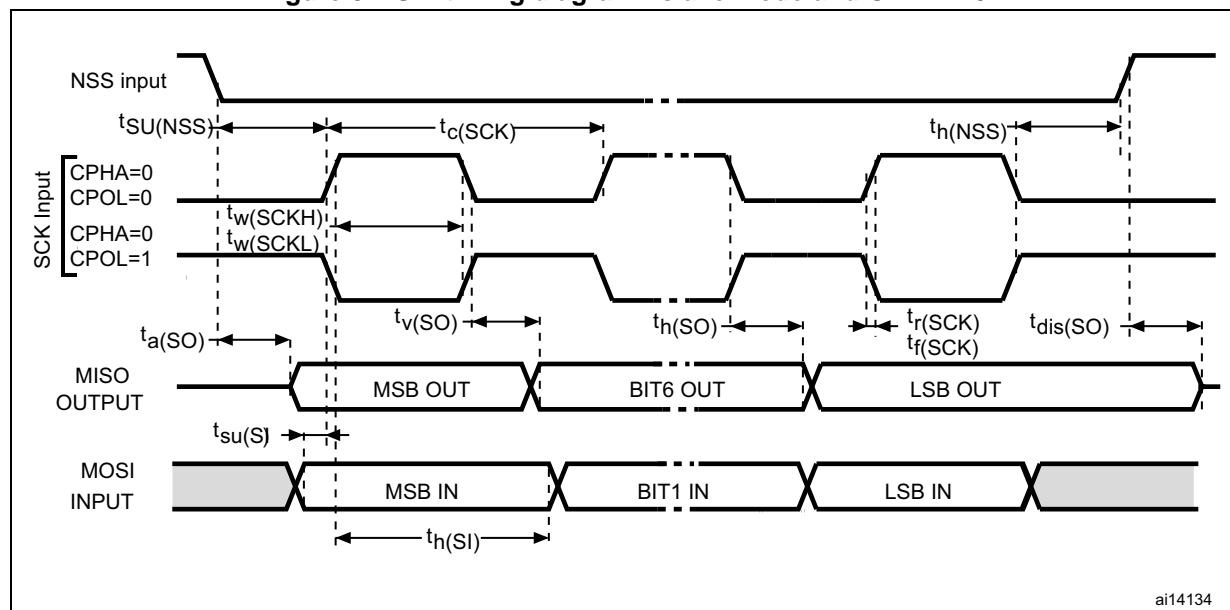 NSS input
tSU(NSS)
tc(SCK)
th(NSS)
SCK Input
CPHA=0
CPOL=0
tw(SCKH)
CPHA=0
tw(SCKL)
CPOL=1
tv(SO)
th(SO)
tr(SCK)
tf(SCK)
tdis(SO)
ta(SO)
MISO
OUTPUT
MSB OUT
BIT6 OUT
LSB OUT
tsu(SI)
MOSI
INPUT
MSB IN
BIT1 IN
LSB IN
th(SI)
ai14134